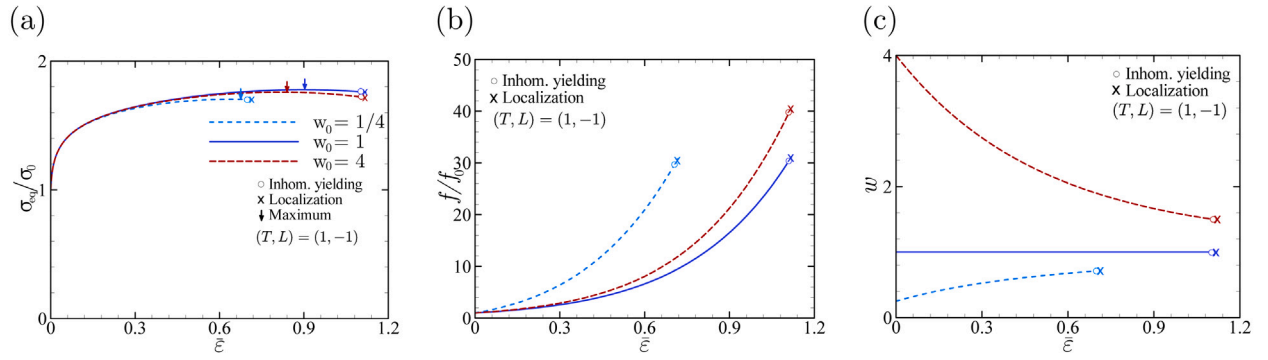 (a)
2
1
0
0
0.3
0.6
0.9
1.2
σeq/σ0
ε̄
w0 = 1/4
w0 = 1
w0 = 4
Inhom. yielding
Localization
Maximum
(T, L) = (1, −1)
(b)
50
40
30
20
10
0
0
0.3
0.6
0.9
1.2
f/f0
ε̄
Inhom. yielding
Localization
(T, L) = (1, −1)
(c)
4
2
0
0
0.3
0.6
0.9
1.2
w
ε̄
Inhom. yielding
Localization
(T, L) = (1, −1)